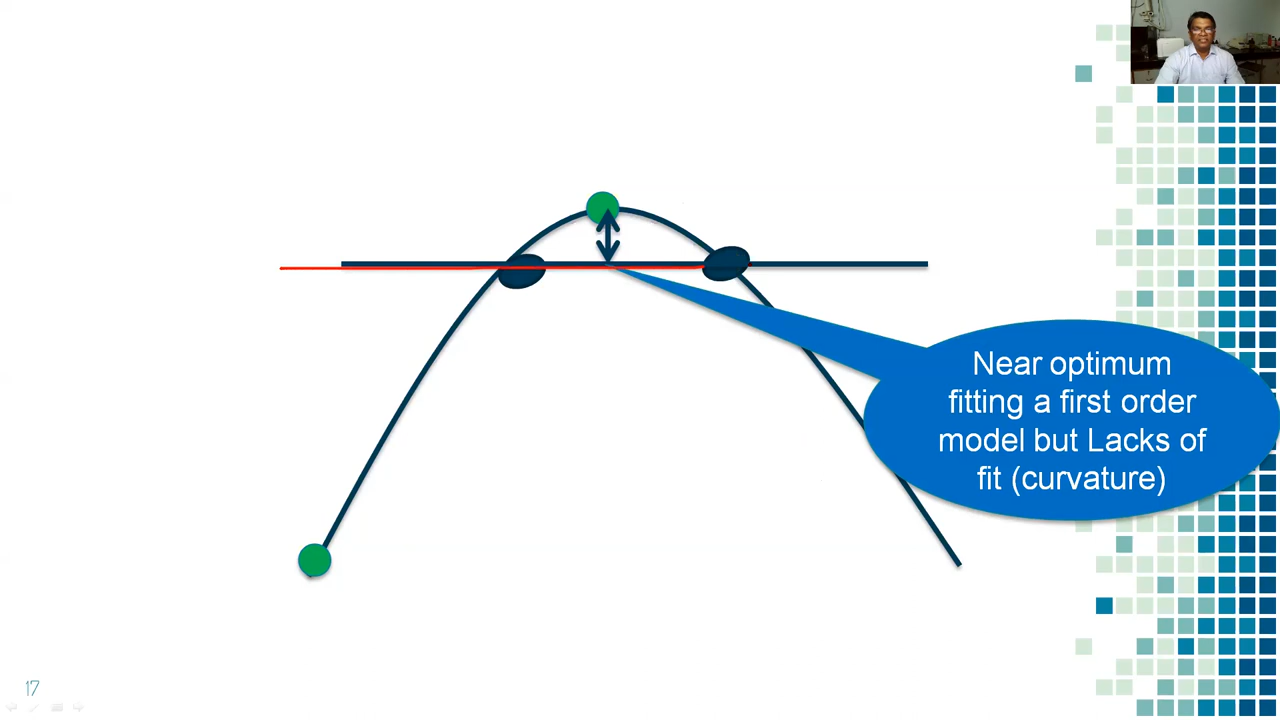 Near optimum
fitting a first order
model but Lacks of
fit (curvature)
17